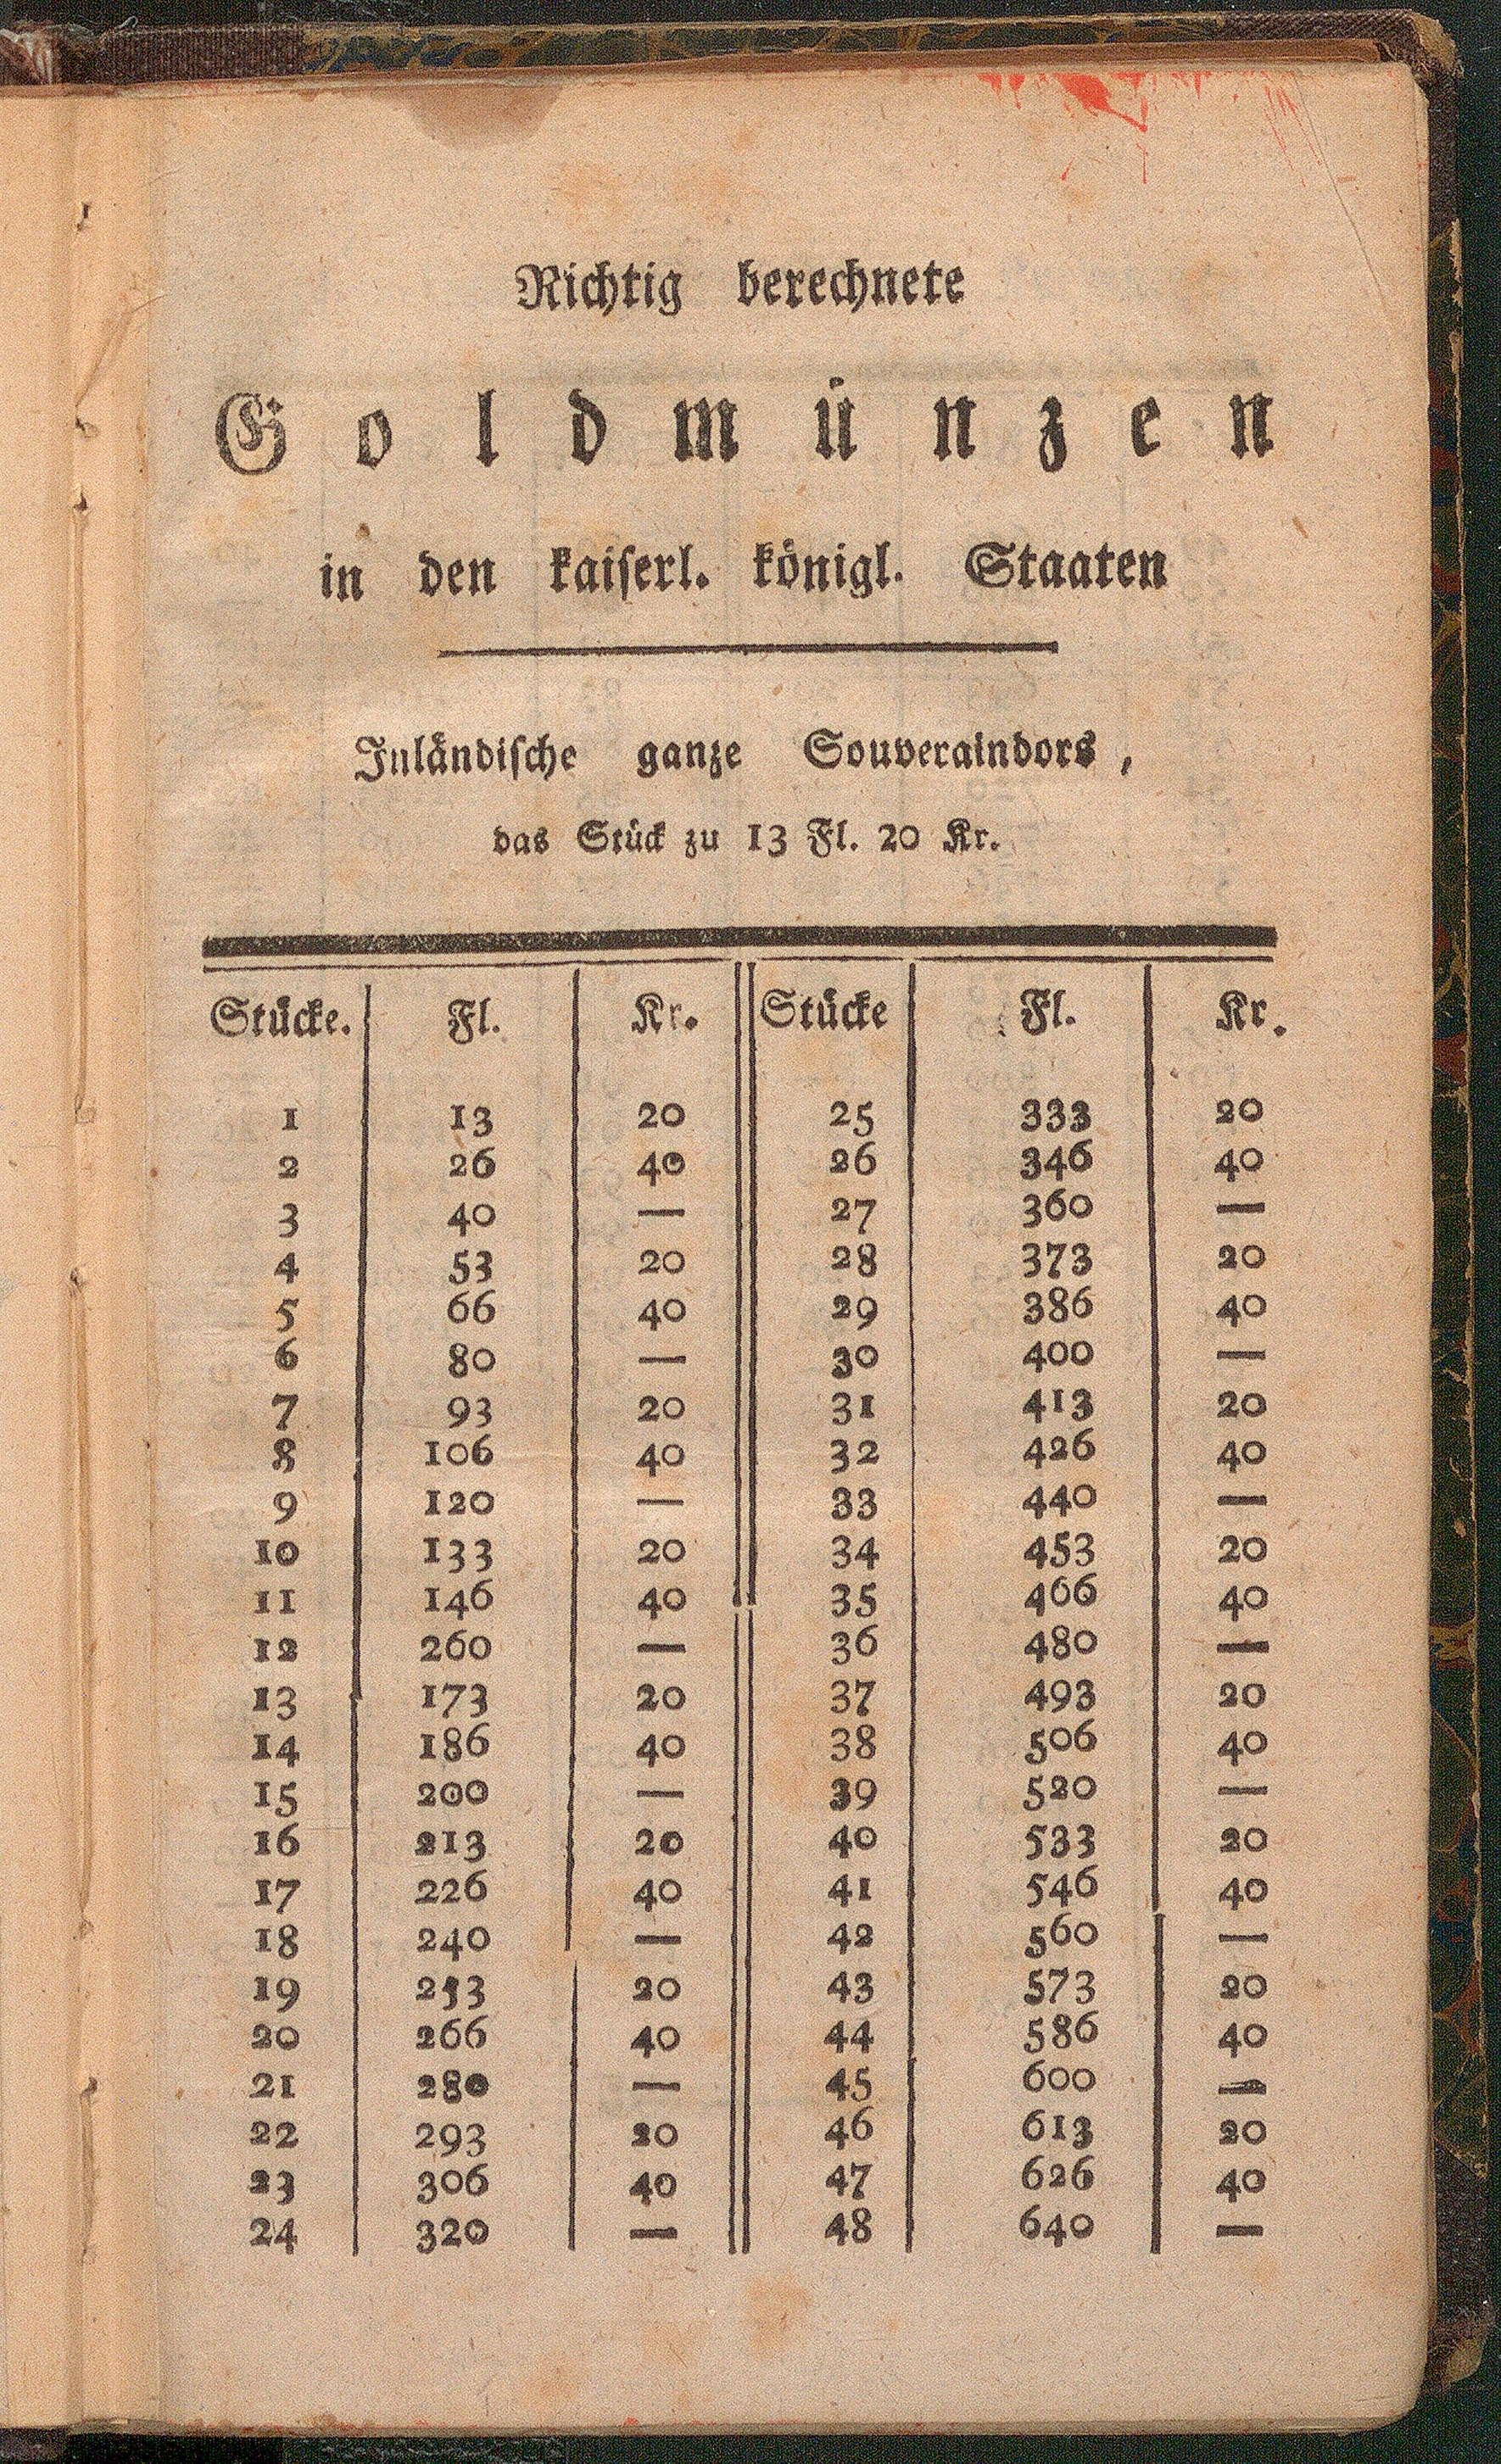 Richtig berechnete
Goldmünzen
in den kaiserl. königl. Staaten
Inländische ganze Souveraindors,
das Stück zu 13 Fl. 20 Kr.
Stücke. Fl. Kr. Stücke Fl. Kr.
1 13 20 25 333 20
2 26 40 26 346 40
3 40 — 27 360 —
4 53 20 28 373 20
5 66 40 29 386 40
6 80 — 30 400 —
7 93 20 31 413 20
8 106 40 32 426 40
9 120 — 33 440 —
10 133 20 34 453 20
11 146 40 35 466 40
12 260 — 36 480 —
13 173 20 37 493 20
14 186 40 38 506 40
15 200 — 39 520 —
16 213 20 40 533 20
17 226 40 41 546 40
18 240 — 42 560 —
19 253 20 43 573 20
20 266 40 44 586 40
21 280 — 45 600 —
22 293 20 46 613 20
23 306 40 47 626 40
24 320 — 48 640 —